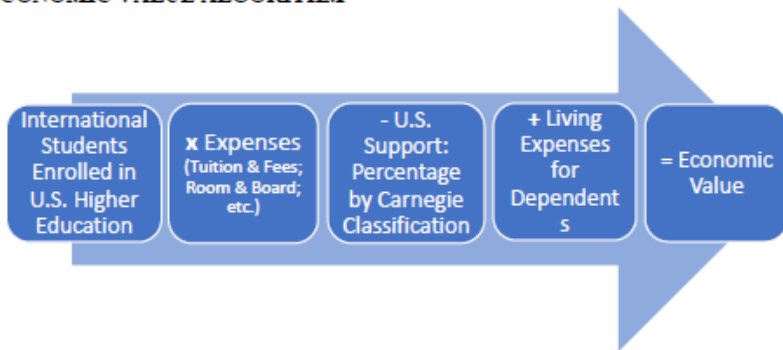 International
Students
Enrolled in
U.S. Higher
Education
x Expenses
(Tuition & Fees;
Room & Board;
etc.)
- U.S.
Support:
Percentage
by Carnegie
Classification
+ Living
Expenses
for
Dependent
s
= Economic
Value